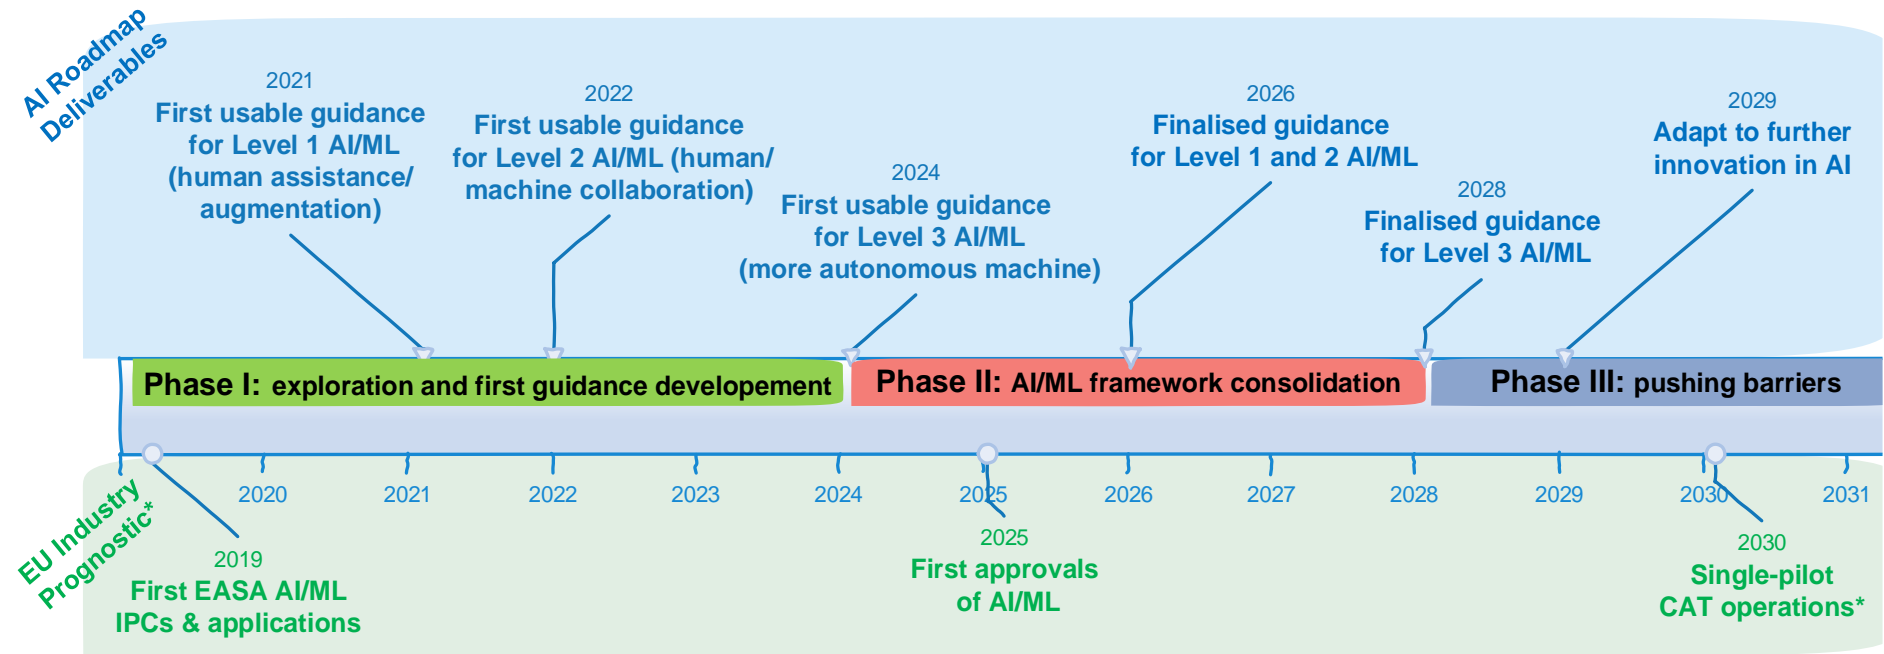 AI Roadmap
Deliverables
2021
First usable guidance
for Level 1 AI/ML
(human assistance/
augmentation)
2022
First usable guidance
for Level 2 AI/ML (human/
machine collaboration)
2024
First usable guidance
for Level 3 AI/ML
(more autonomous machine)
2026
Finalised guidance
for Level 1 and 2 AI/ML
2028
Finalised guidance
for Level 3 AI/ML
2029
Adapt to further
innovation in AI
Phase I: exploration and first guidance developement
Phase II: AI/ML framework consolidation
Phase III: pushing barriers
2020
2021
2022
2023
2024
2025
2026
2027
2028
2029
2030
2031
EU Industry
Prognostic*
2019
First EASA AI/ML
IPCs & applications
2025
First approvals
of AI/ML
2030
Single-pilot
CAT operations*